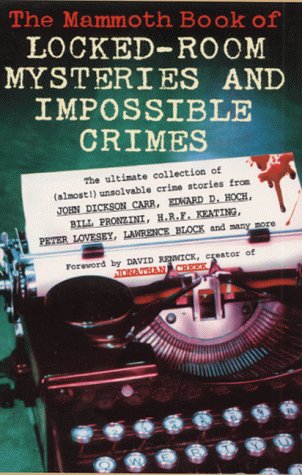 The Mammoth Book of
LOCKED-ROOM
MYSTERIES AND
IMPOSSIBLE
CRIMES
The ultimate collection of
(almost!) unsolvable crime stories from
JOHN DICKSON CARR, EDWARD D. HOCH,
BILL PRONZINI, H.R.F. KEATING,
PETER LOVESEY, LAWRENCE BLOCK and many more
Foreword by DAVID RENWICK, creator of
JONATHAN CREEK
Q W E R T Y U